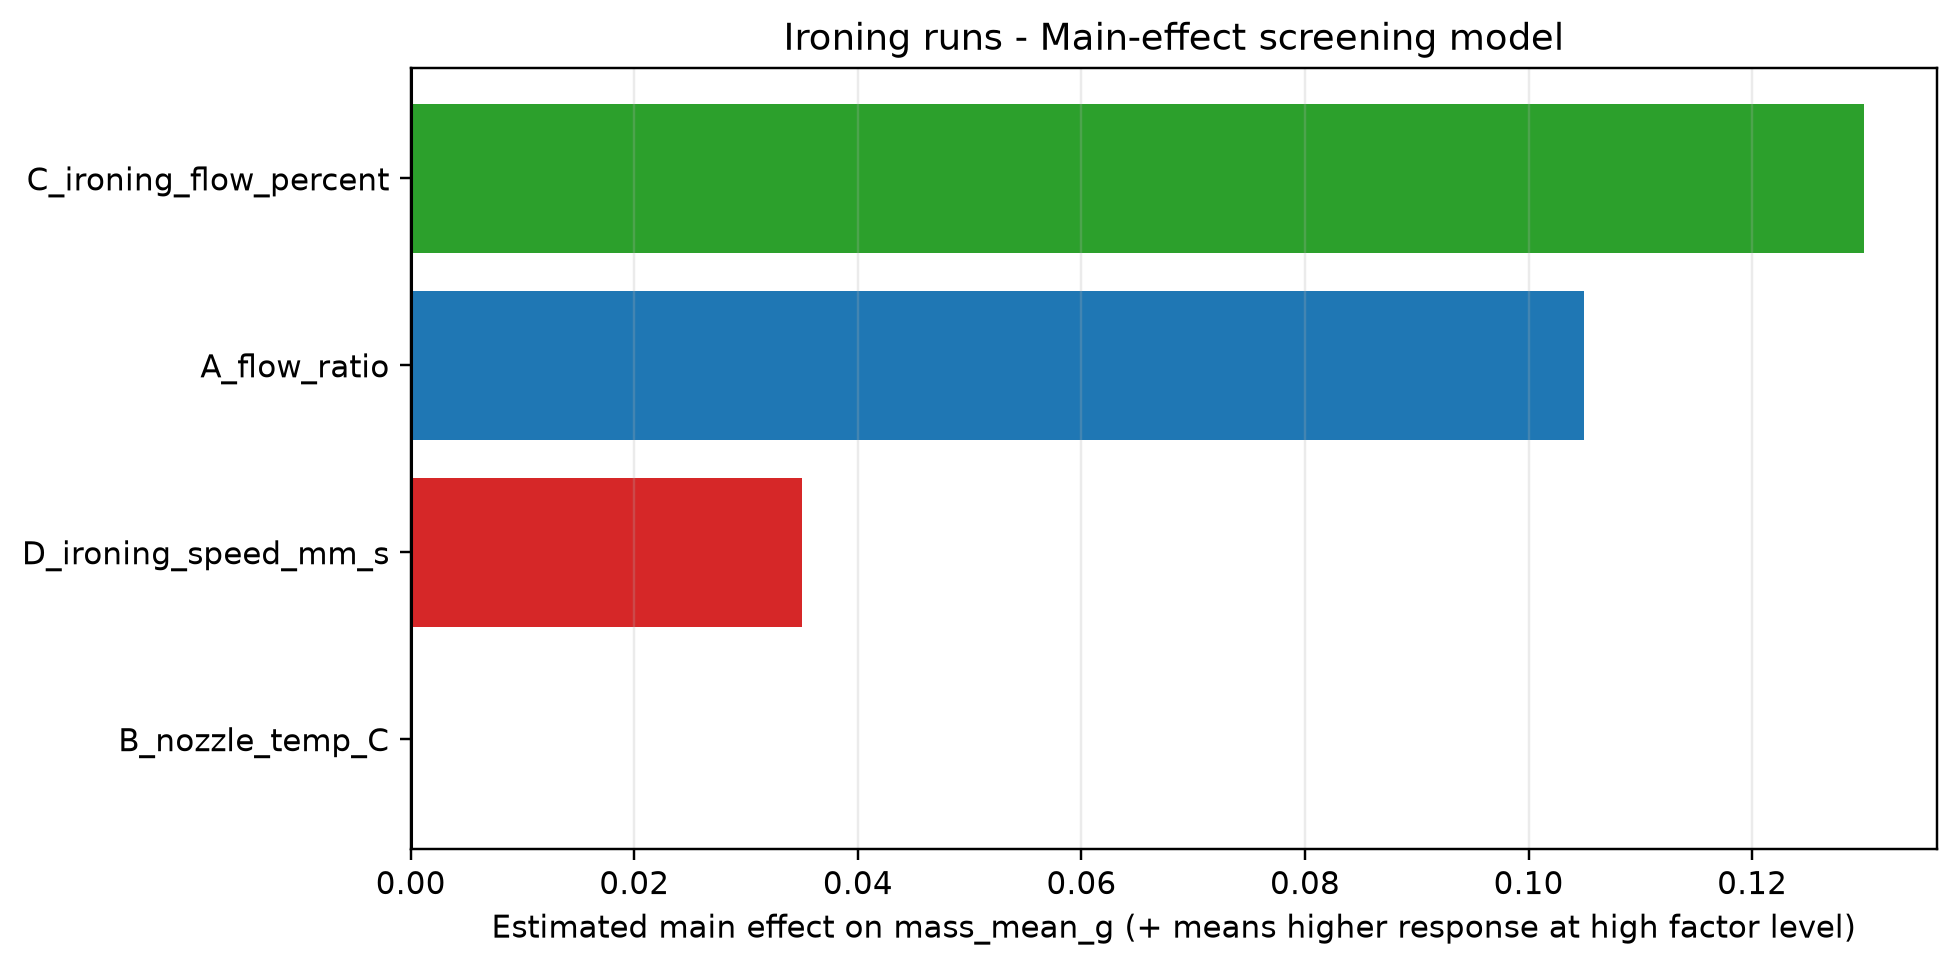 Ironing runs - Main-effect screening model
C_ironing_flow_percent
A_flow_ratio
D_ironing_speed_mm_s
B_nozzle_temp_C
0.00 0.02 0.04 0.06 0.08 0.10 0.12
Estimated main effect on mass_mean_g (+ means higher response at high factor level)